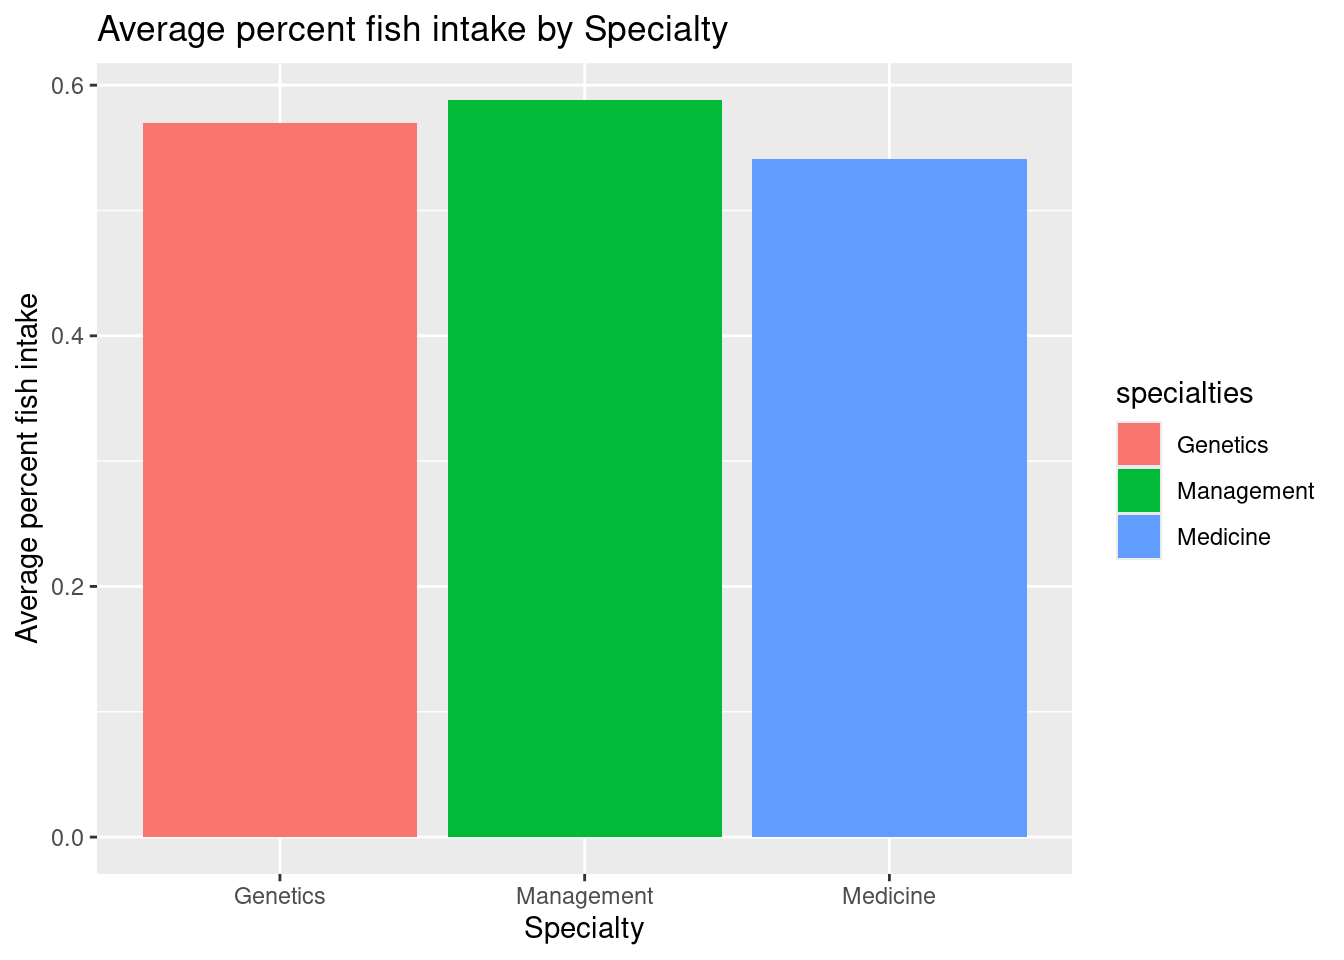 Average percent fish intake by Specialty
Average percent fish intake
0.6
0.4
0.2
0.0
Genetics
Management
Medicine
Specialty
specialties
Genetics
Management
Medicine